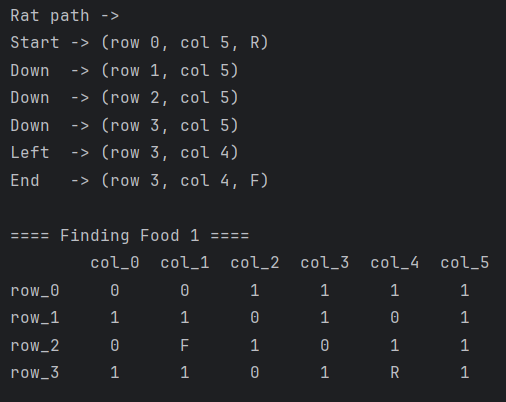 Rat path ->
Start -> (row 0, col 5, R)
Down  -> (row 1, col 5)
Down  -> (row 2, col 5)
Down  -> (row 3, col 5)
Left  -> (row 3, col 4)
End   -> (row 3, col 4, F)

==== Finding Food 1 ====
        col_0  col_1  col_2  col_3  col_4  col_5
row_0     0      0      1      1      1      1
row_1     1      1      0      1      0      1
row_2     0      F      1      0      1      1
row_3     1      1      0      1      R      1